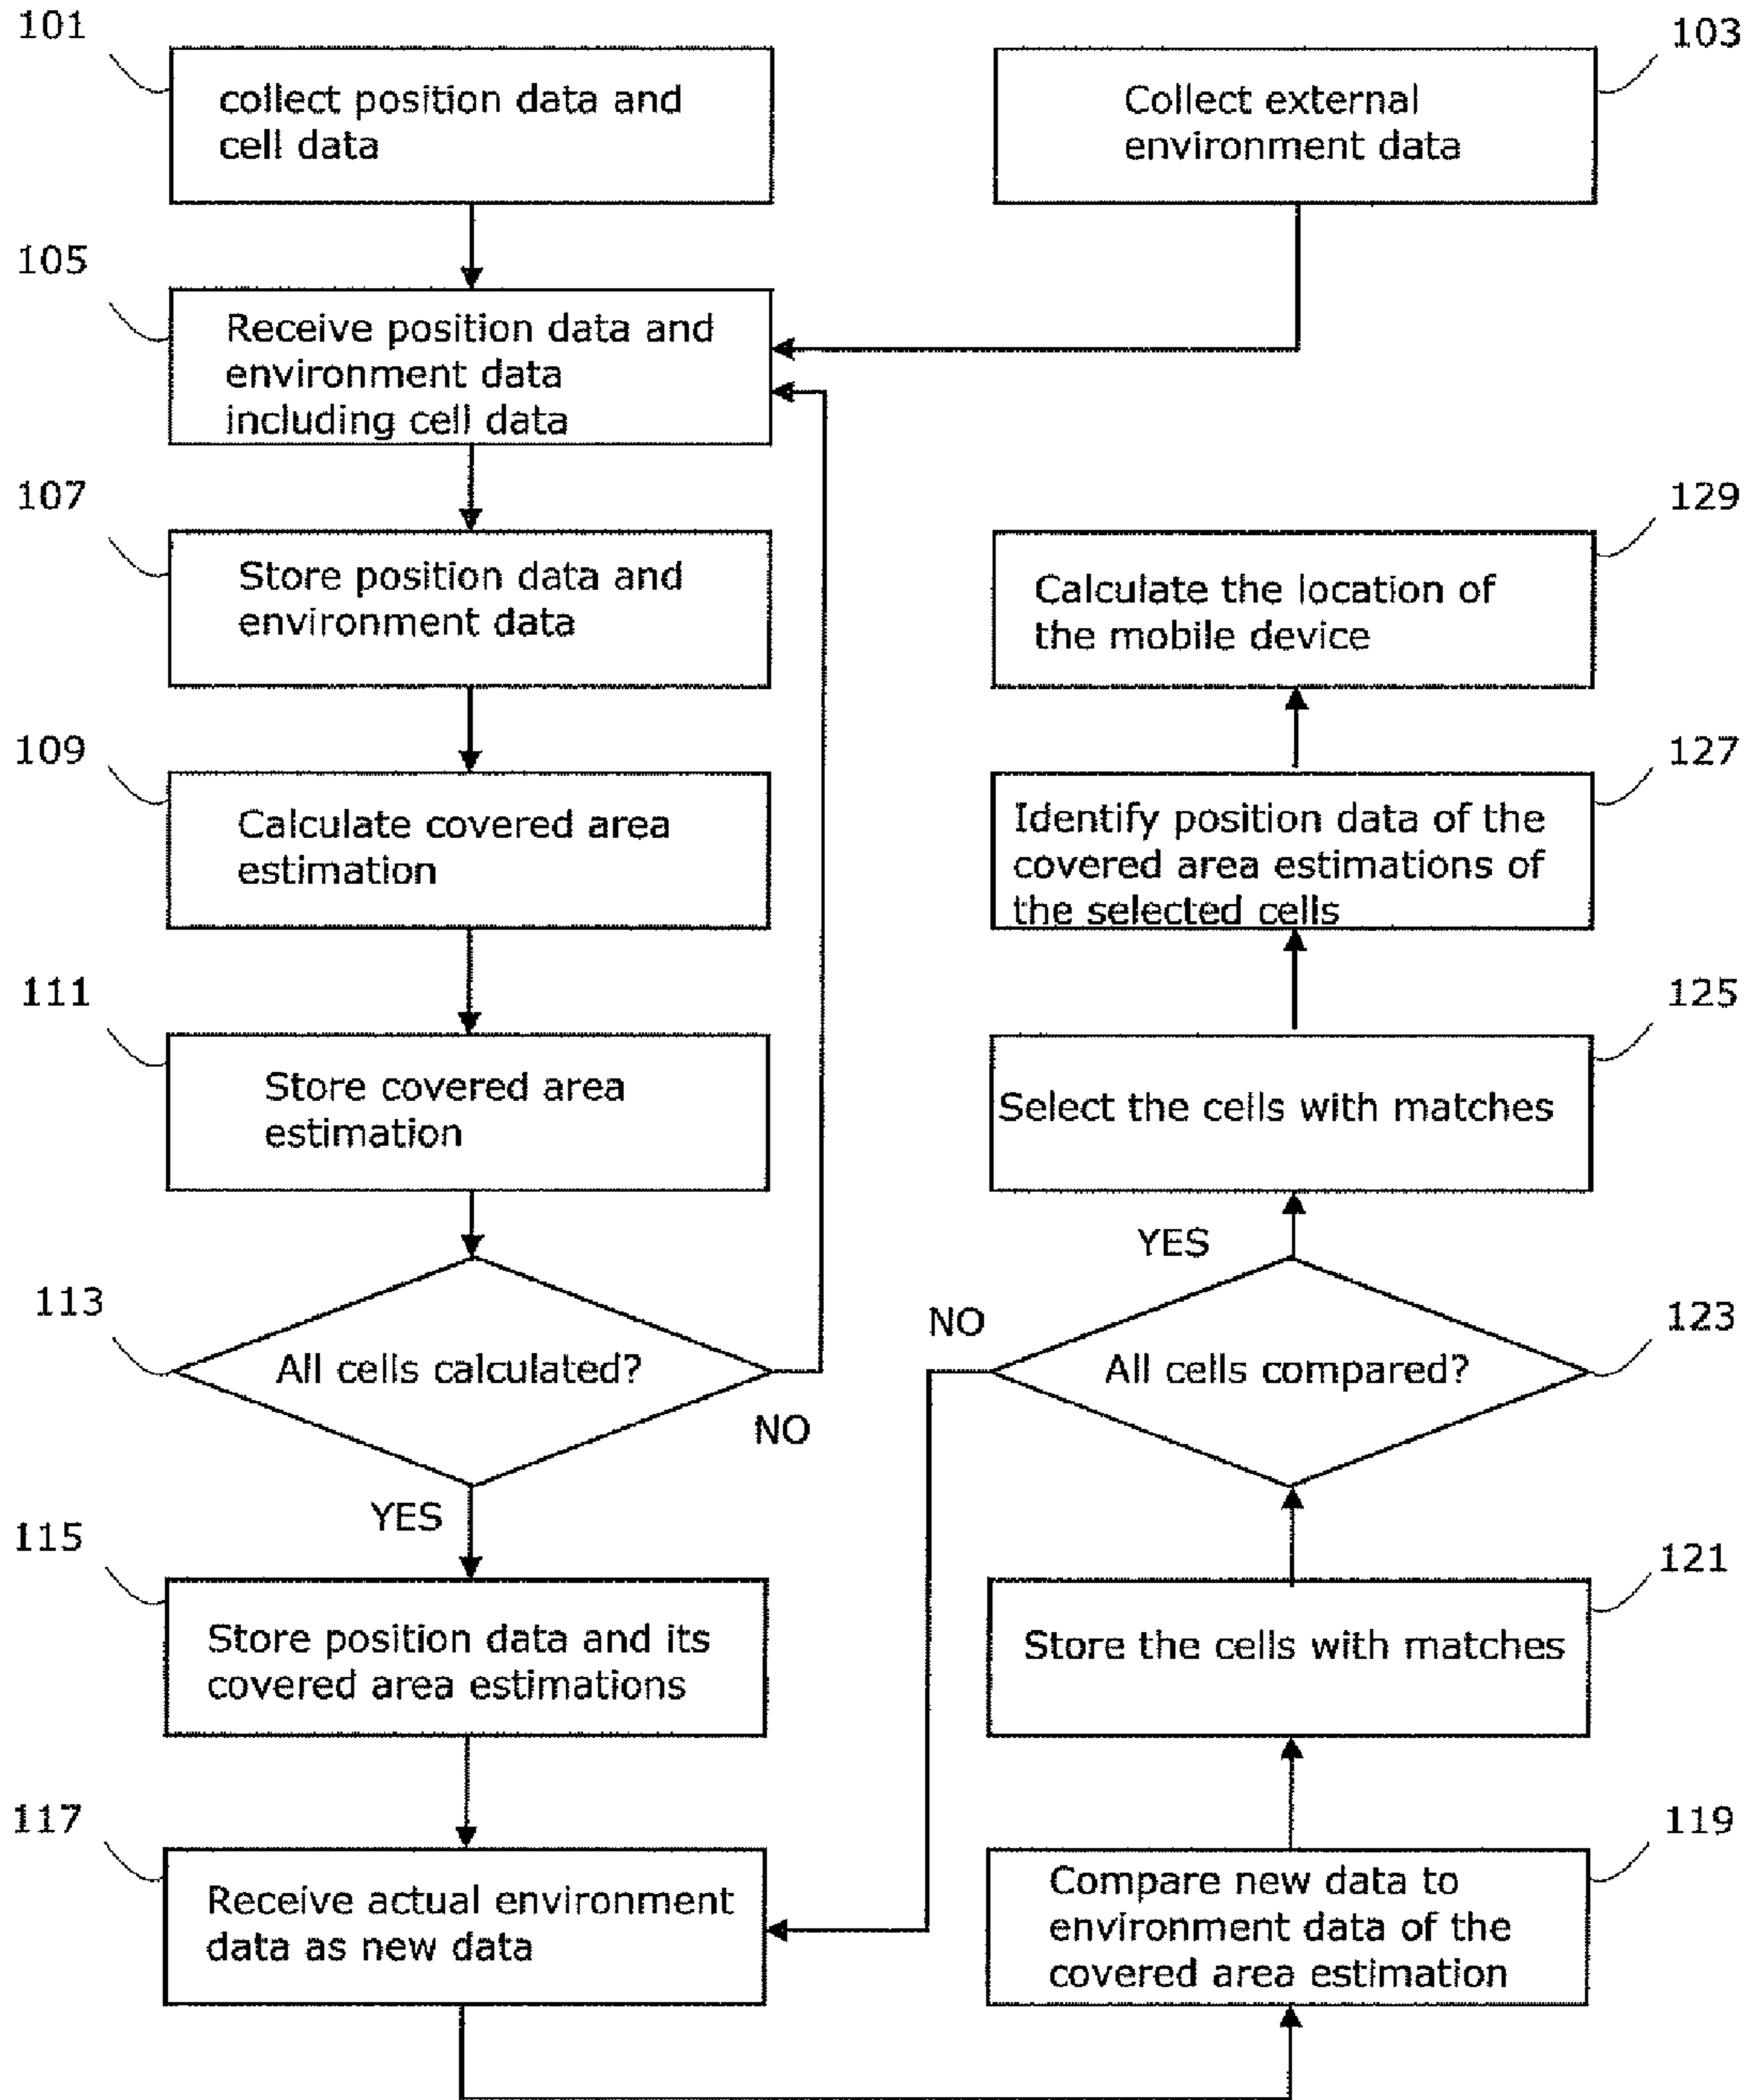 101
collect position data and
cell data
103
Collect external
environment data
105
Receive position data and
environment data
including cell data
107
Store position data and
environment data
109
Calculate covered area
estimation
111
Store covered area
estimation
113
All cells calculated?
NO
YES
115
Store position data and its
covered area estimations
117
Receive actual environment
data as new data
119
Compare new data to
environment data of the
covered area estimation
121
Store the cells with matches
123
All cells compared?
NO
YES
125
Select the cells with matches
127
Identify position data of the
covered area estimations of
the selected cells
129
Calculate the location of
the mobile device